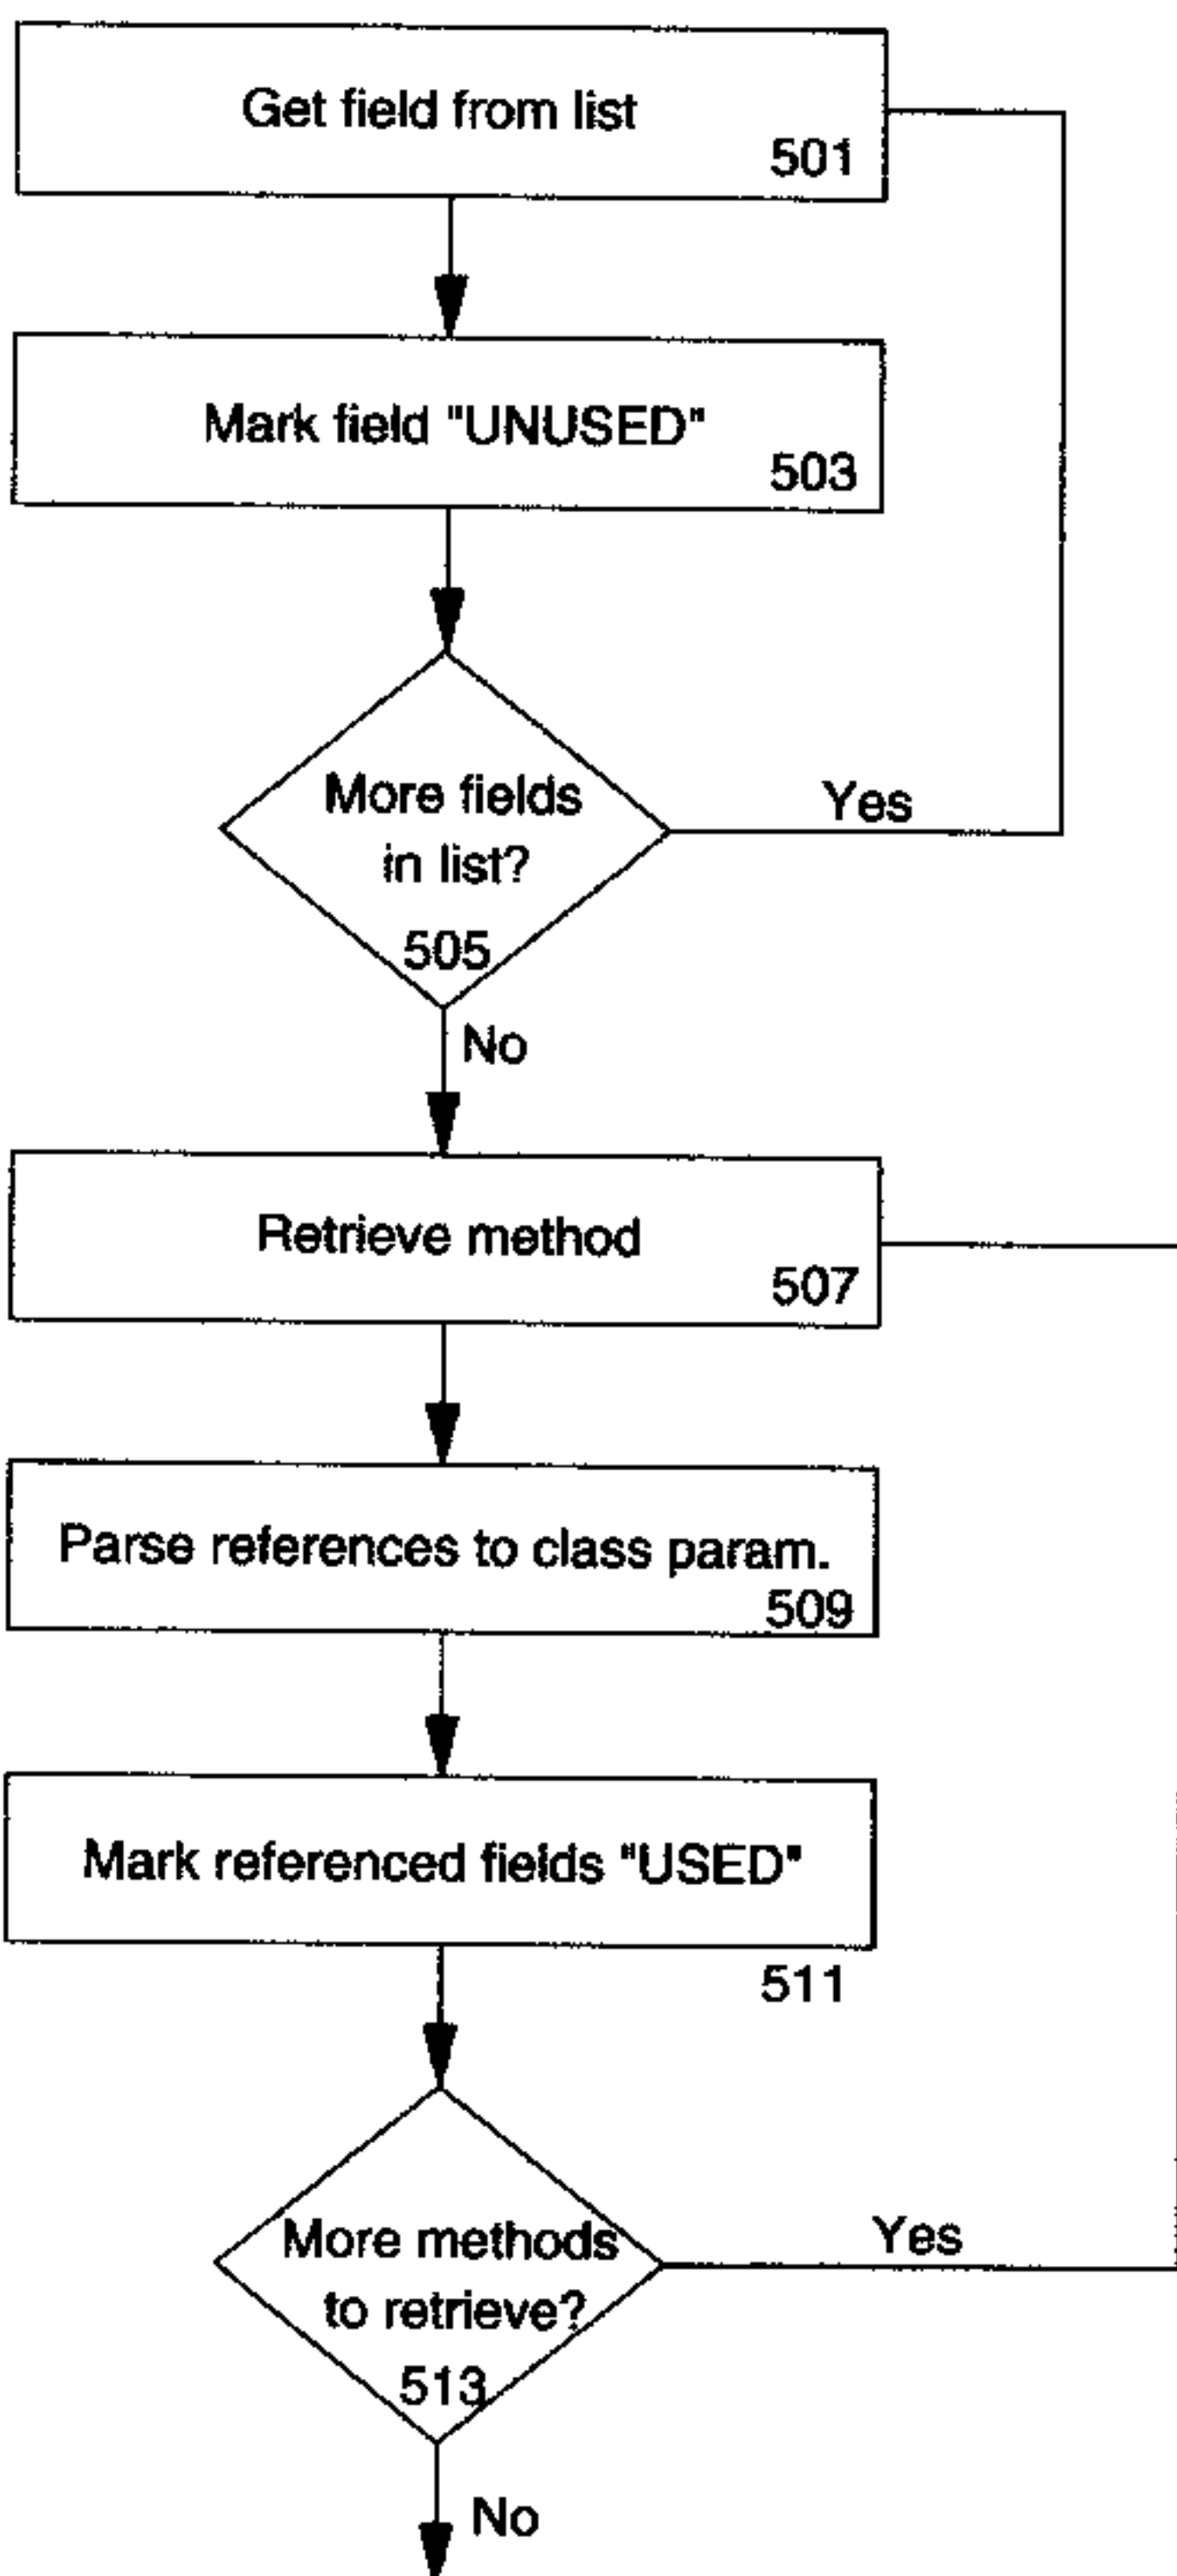 Get field from list
501
Mark field "UNUSED"
503
More fields
in list?
505
Yes
No
Retrieve method
507
Parse references to class param.
509
Mark referenced fields "USED"
511
More methods
to retrieve?
513
Yes
No